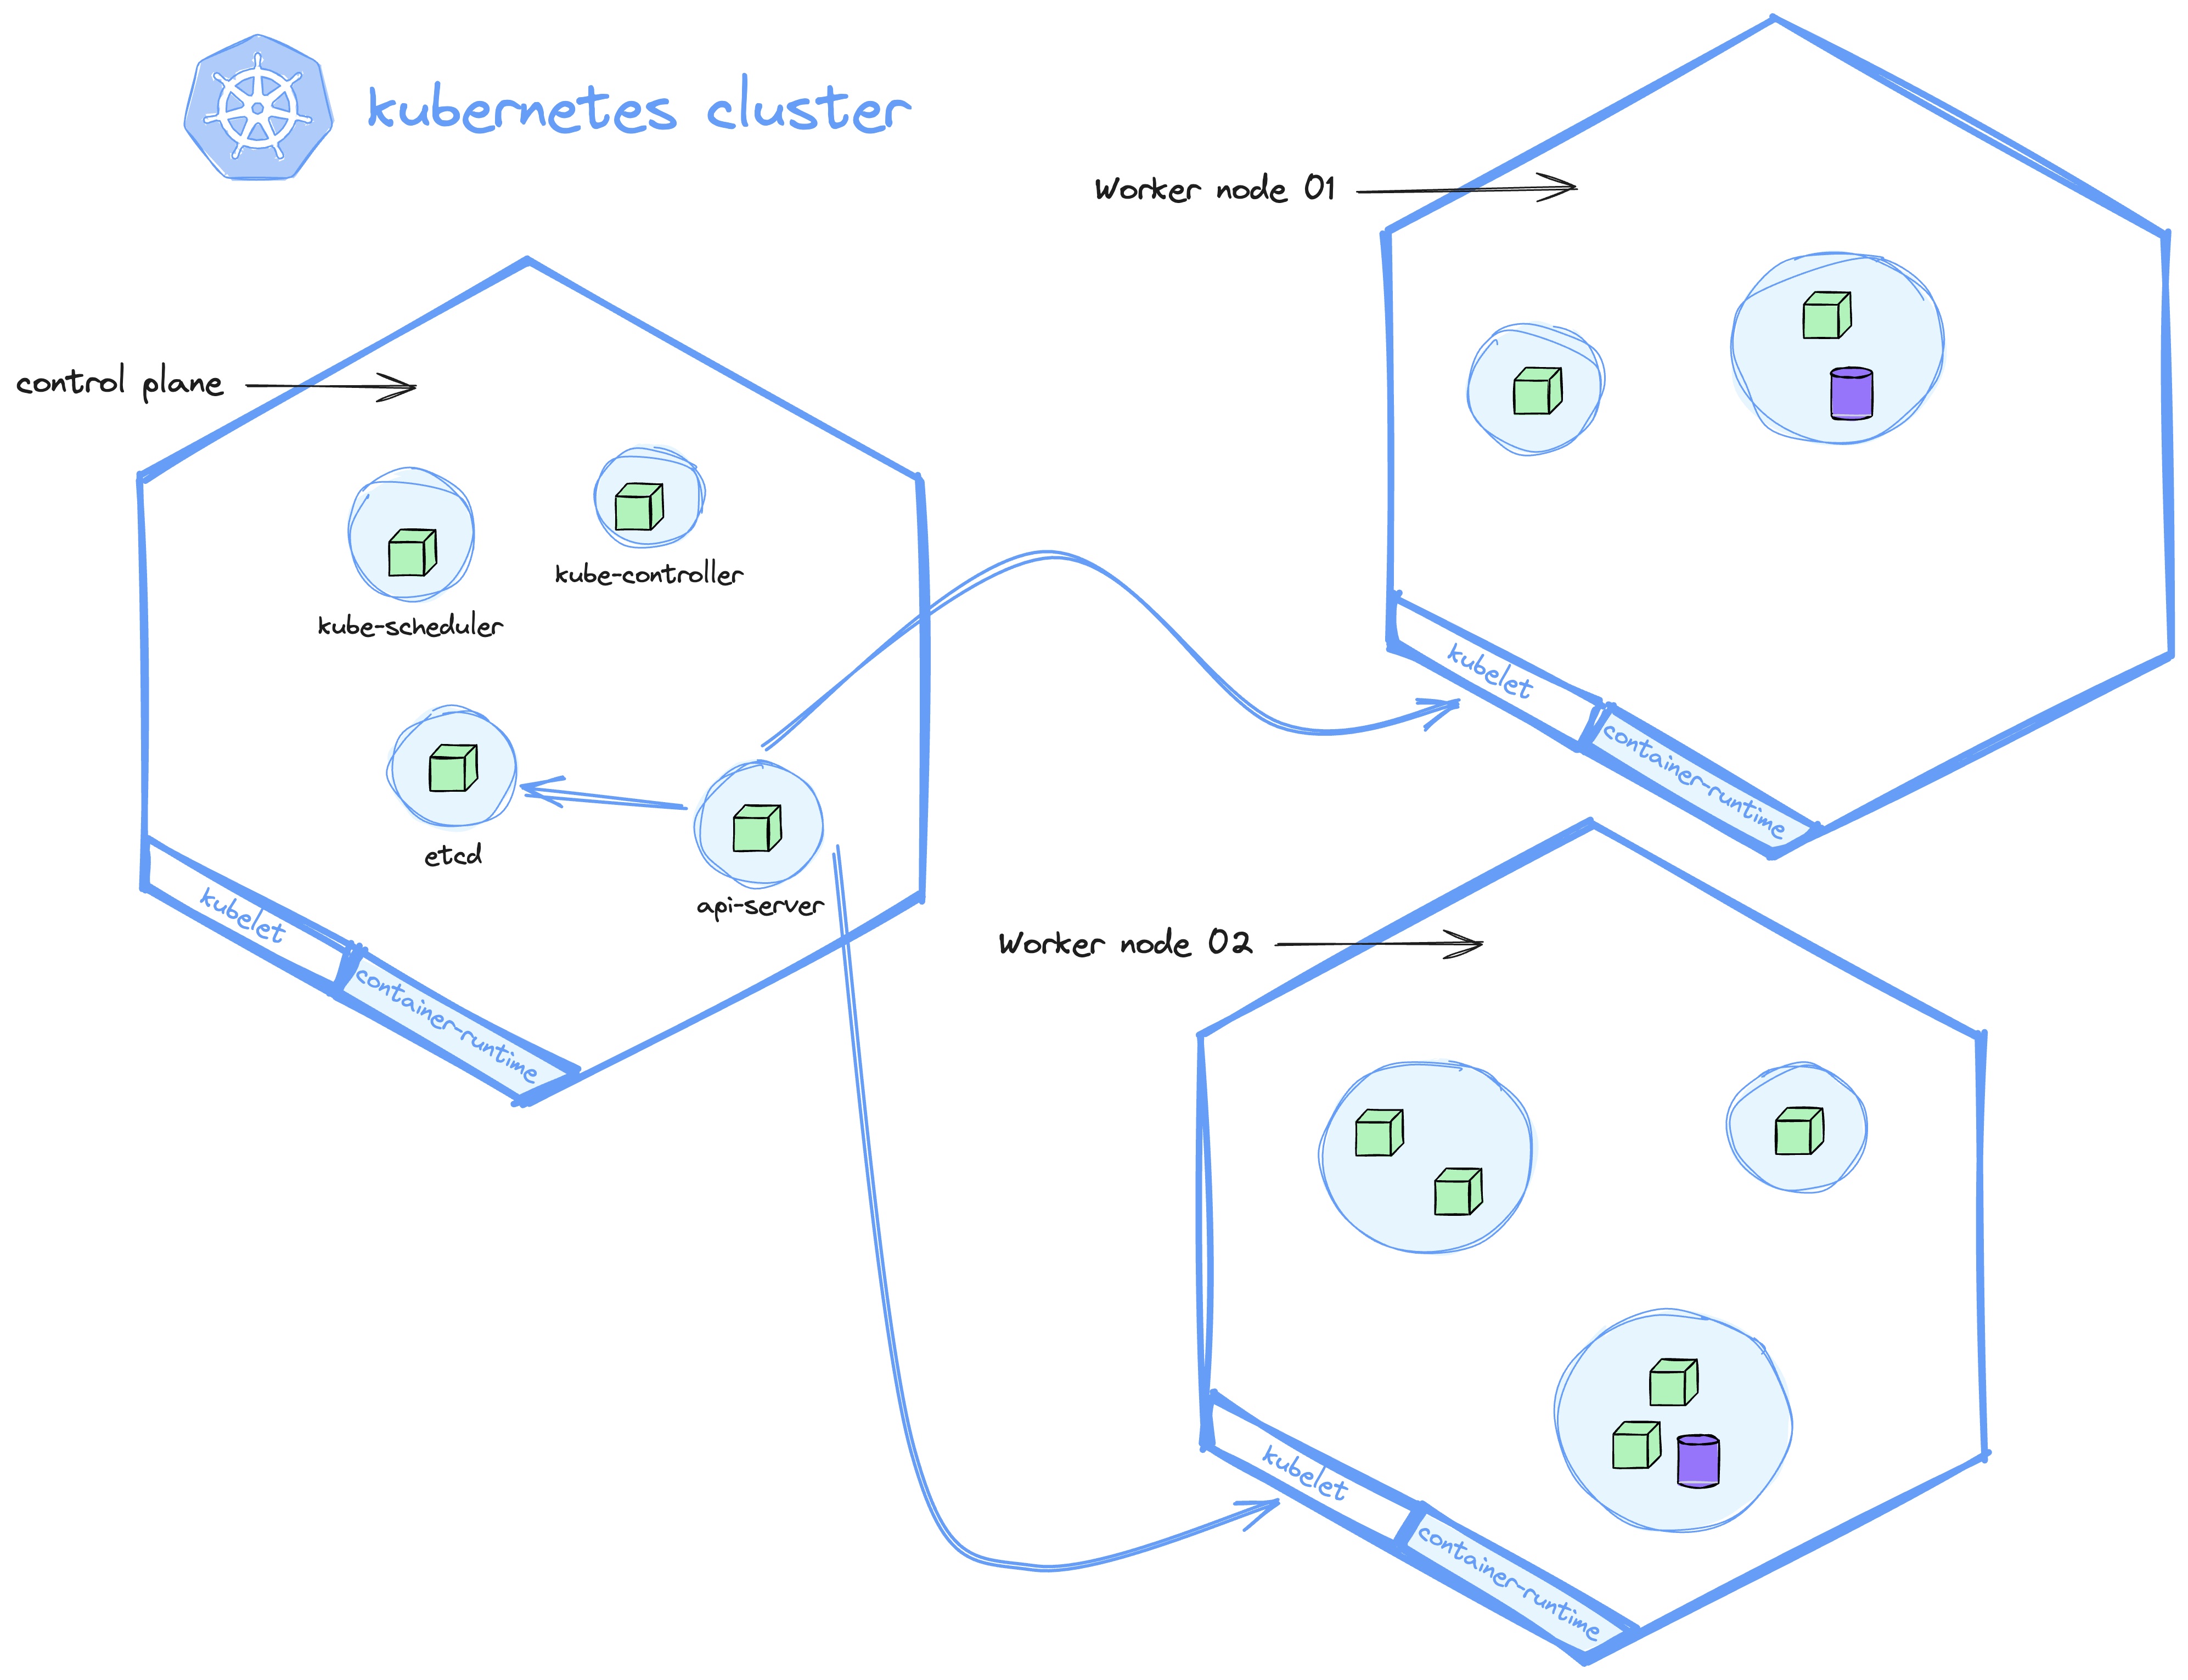 kubernetes cluster
Worker node 01
control plane
kube-controller
kube-scheduler
kubelet
container-runtime
etcd
api-server
kubelet
container-runtime
Worker node 02
kubelet
container-runtime